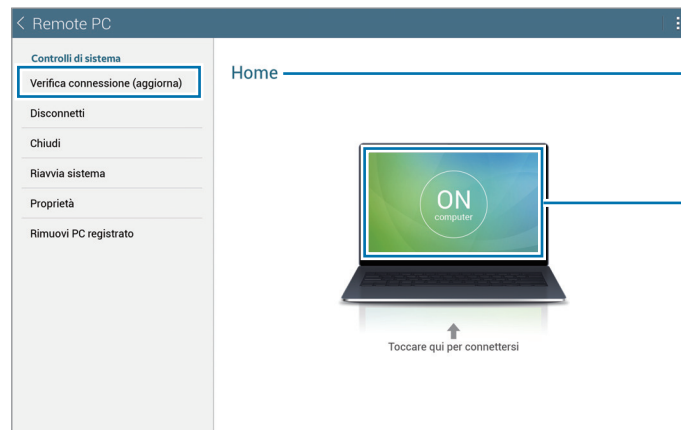 Remote PC
Controlli di sistema
Verifica connessione (aggiorna)
Disconnetti
Chiudi
Riavvia sistema
Proprietà
Rimuovi PC registrato
Home
ON
computer
Toccare qui per connettersi